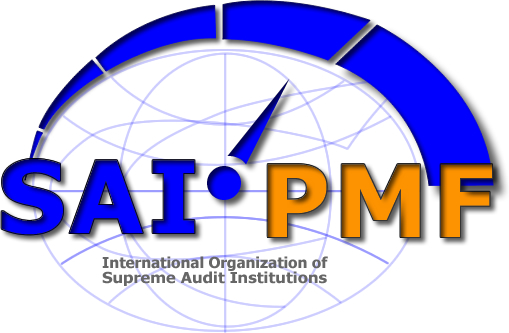 SAI PMF
International Organization of
Supreme Audit Institutions